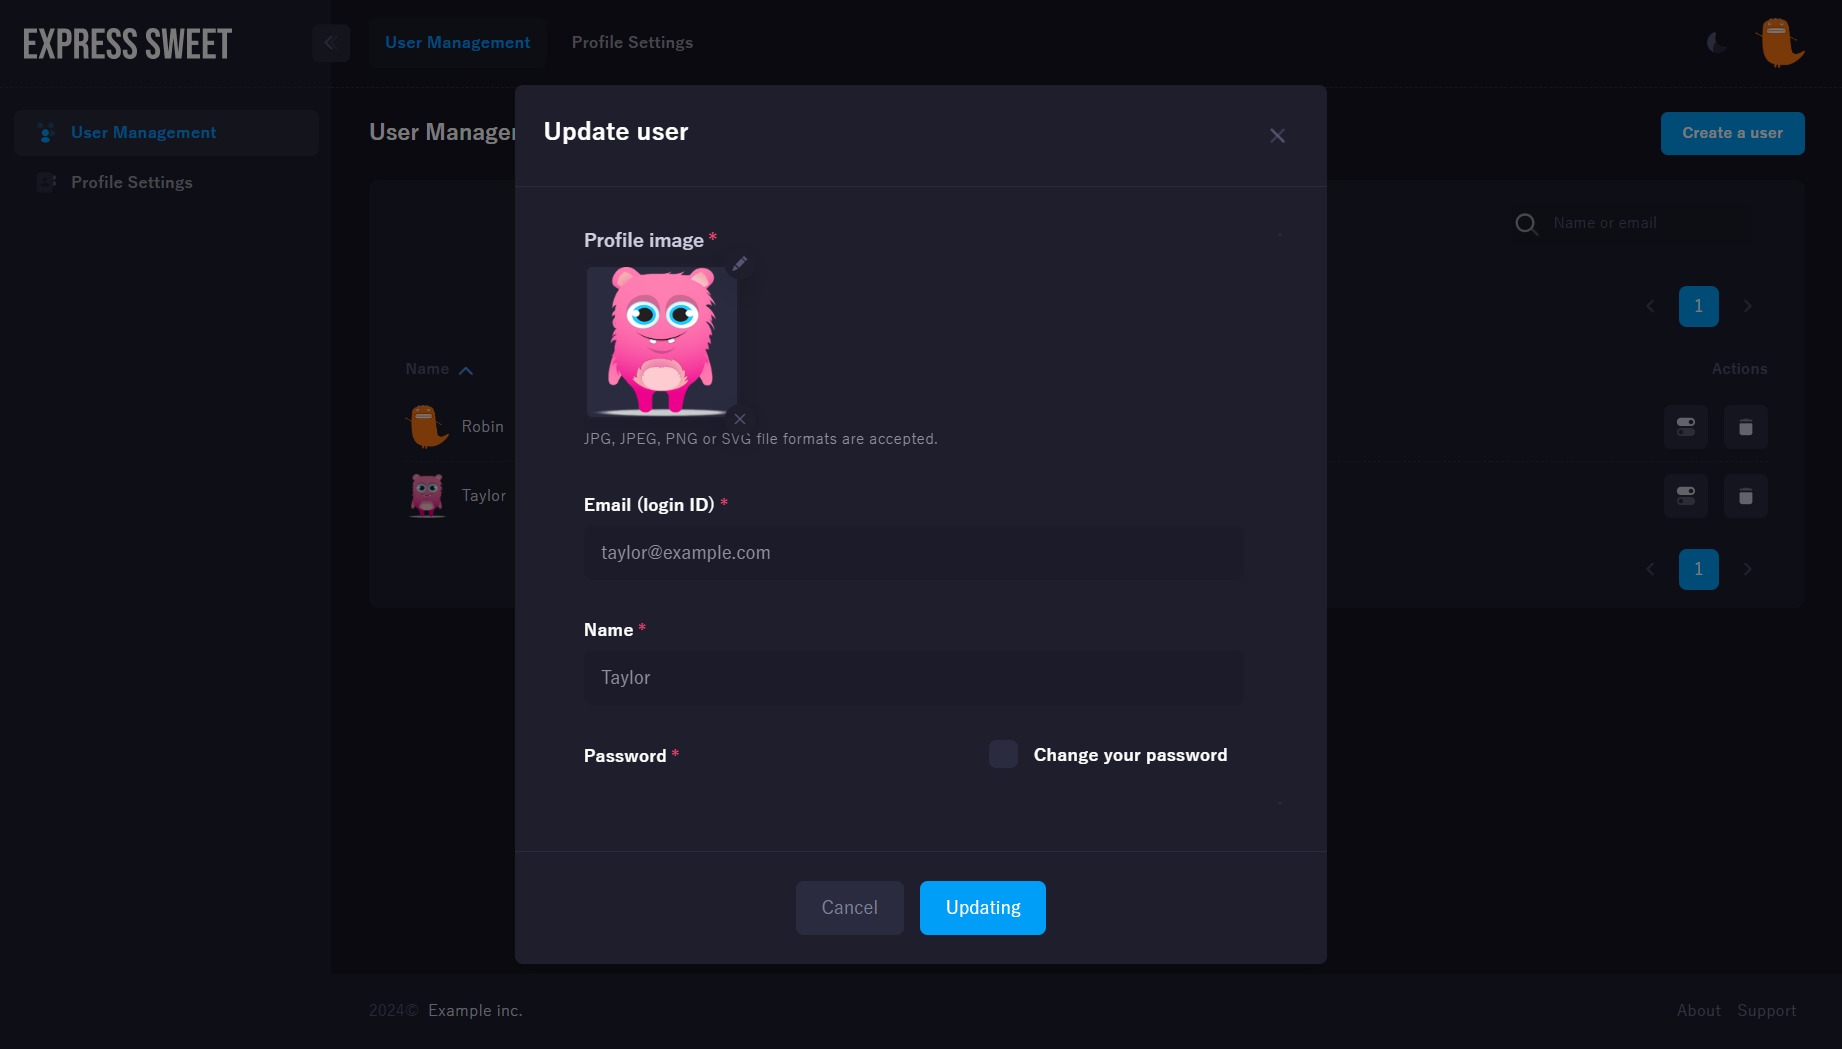 EXPRESS SWEET
User Management
Profile Settings
User Management
Profile Settings
User Manager
Create a user
Update user
Profile image *
JPG, JPEG, PNG or SVG file formats are accepted.
Email (login ID) *
taylor@example.com
Name *
Taylor
Password *
Change your password
Cancel
Updating
Name or email
1
Name
Actions
Robin
Taylor
1
2024© Example inc.
About
Support